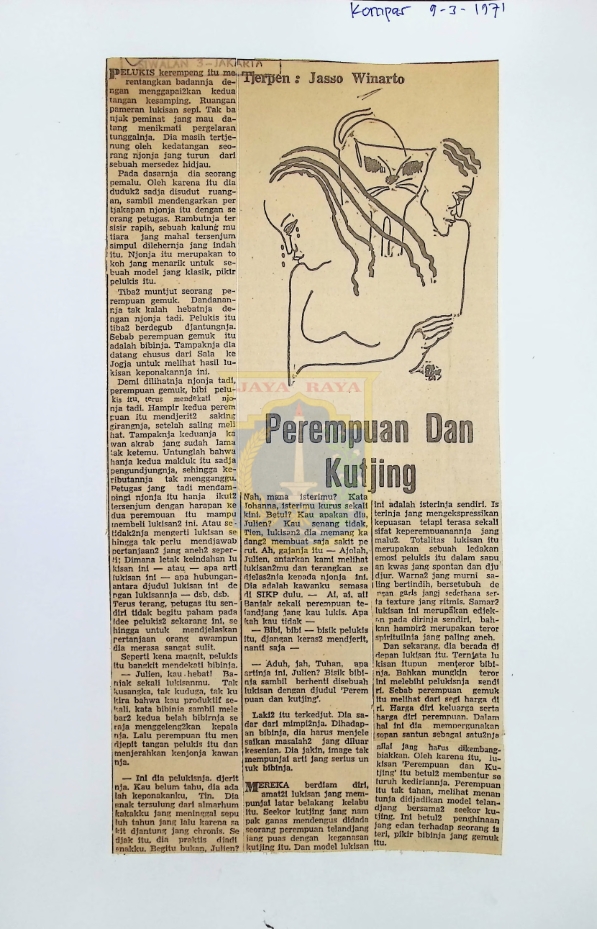 Kompas 9-3-1971
SIWALAN 3-JAKARTA
Tjerpen : Jasso Winarto
PELUKIS kerempeng itu me
rentangkan badannja de-
ngan menggapai2kan kedua
tangan kesamping. Ruangan
pameran lukisan sepi. Tak ba
njak peminat jang mau da-
tang menikmati pergelaran
tunggalnja. Dia masih tertje-
nung oleh kedatangan seo-
rang njonja jang turun dari
sebuah mersedez hidjau.
Pada dasarnja dia seorang
pemalu. Oleh karena itu dia
duduk2 sadja disudut ruang-
an, sambil mendengarkan per
tjakapan njonja itu dengan se
orang petugas. Rambutnja ter
sisir rapih, sebuah kalung mu
tiara jang mahal tersenjum
simpul dilehernja jang indah
itu. Njonja itu merupakan to
koh jang menarik untuk se-
buah model jang klasik, pikir
pelukis itu.
Tiba2 muntjut seorang pe-
rempuan gemuk. Dandanan-
nja tak kalah hebatnja de-
ngan njonja tadi. Pelukis itu
tiba2 berdegub djantungnja.
Sebab perempuan gemuk itu
adalah bibinja. Tampaknja dia
datang chusus dari Sala ke
Jogja untuk melihat hasil lu-
kisan keponakannja ini.
Demi dilihatnja njonja tadi,
perempuan gemuk, bibi pelu-
kis itu, terus mendekati njo-
nja tadi. Hampir kedua perem
puan itu mendjerit2 saking
girangnja, setelah saling meli
hat. Tampaknja keduanja ka
wan akrab jang sudah lama
tak ketemu. Untunglah bahwa
hanja kedua malduk itu sadja
pengundjungnja, sehingga ke-
ributannja tak mengganggu.
Petugas jang tadi mendam-
pingi njonja itu hanja ikut2
tersenjum dengan harapan ke
dua perempuan itu mampu
membeli lukisan2 ini. Atau se-
tidak2nja mengerti lukisan se
hingga tak perlu mendjawab
pertanjaan2 jang aneh2 seper-
ti; Dimana letak keindahan lu
kisan ini — atau — apa arti
lukisan ini — apa hubungan-
antara djudul lukisan ini de
ngan lukisannja — dsb, dsb.
Terus terang, petugas itu sen-
diri tidak begitu paham pada
idee pelukis2 sekarang ini, se
hingga untuk mendjelaskan
pertanjaan orang awampun
dia merasa sangat sulit.
Seperti kena magnit, pelukis
itu bangkit mendekati bibinja.
— Julien, kau hebat! Ba-
njak sekali lukisanmu. Tak
kusangka, tak kuduga, tak ku
kira bahwa kau produktif se-
kali, kata bibinja sambil mele
bar2 kedua belah bibirnja se
raja menggeleng2kan kepala
nja. Lalu perempuan itu men
djepit tangan pelukis itu dan
menjerahkan kenjonja kawan
nja.
— Ini dia pelukisnja, djerit
nja. Kau belum tahu, dia ada
lah keponakanku, Tin. Dia
anak tersulung dari almarhum
kakakku jang meninggal sepu
luh tahun jang lalu karena sa
kit djantung jang chronis. Se
djak itu, dia praktis djadi
anakku. Begitu bukan, Julien?
JAYA RAYA
Perempuan Dan
Kutjing
Nah, mana isterimu? Kata
Johanna, isterimu kurus sekali
kini. Betul? Kau apakan dia,
Julien? Kau senang tidak,
Tien, lukisan2 dia memang ka
dang2 membuat saja sakit pe
rut. Ah, gajanja itu — Ajolah,
Julien, antarkan kami melihat
lukisan2mu dan terangkan se
djelas2nja kepada njonja ini.
Dia adalah kawanku semasa
di SIKP dulu. — Ai, ai, ai!
Banjak sekali perempuan te-
landjang jang kau lukis. Apa
kah kau tidak —
— Bibi, bibi — bisik pelukis
itu, djangan keras2 mendjerit,
nanti saja —
— Aduh, jah, Tuhan, apa
artinja ini, Julien? Bisik bibi-
nja sambil berhenti disebuah
lukisan dengan djudul 'Perem
puan dan kutjing'.
Laki2 itu terkedjut. Dia sa-
dar dari mimpi2nja. Dihadap-
an bibinja, dia harus menjele
saikan masalah2 jang diluar
kesenian. Dia jakin, image tak
mempunjai arti jang serius un
tuk bibinja.
MEREKA berdiam diri,
amat2i lukisan jang mem-
punjai latar belakang kelabu
itu. Seekor kutjing jang nam
pak ganas mendengus didada
seorang perempuan telandjang
jang puas dengan keganasan
kutjing itu. Dan model lukisan
ini adalah isterinja sendiri. Is
terinja jang mengekspresikan
kepuasan tetapi terasa sekali
sifat keperempuanannja jang
malu2. Totalitas lukisan itu
merupakan sebuah ledakan
emosi pelukis itu dalam sapu
an kwas jang spontan dan dju
djur. Warna2 jang murni sa-
ling bertindih, bersetubuh de
ngan garis jang2 sederhana ser-
ta texture jang ritmis. Samar2
lukisan ini merupakan edjek-
an pada dirinja sendiri, bah-
kan hampir2 merupakan teror
spirituilnja jang paling aneh.
Dan sekarang, dia berada di
depan lukisan itu. Ternjata lu
kisan itupun menteror bibi-
nja. Bahkan mungkin teror
ini melebihi pelukisnja sendi
ri. Sebab perempuan gemuk
itu melihat dari segi harga di
ri. Harga diri keluarga serta
harga diri perempuan. Dalam
hal ini dia mempergunakan
sopan santun sebagai satu2nja
nilai jang harus dikembang-
biakkan. Oleh karena itu, lu-
kisan 'Perempuan dan Ku-
tjing' itu betul2 membentur se
luruh kediriannja. Perempuan
itu tak tahan, melihat menan
tunja didjadikan model telan-
djang bersama2 seekor ku-
tjing. Ini betul2 penghinaan
jang edan terhadap seorang is
teri, pikir bibinja jang gemuk
itu.